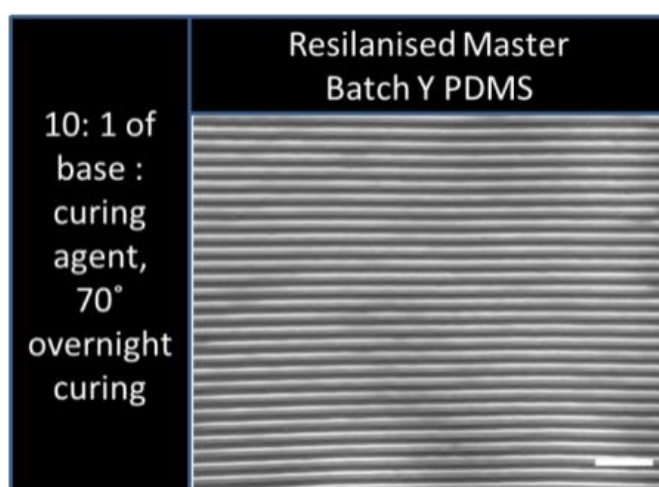 Resilanised Master
Batch Y PDMS
10: 1 of
base :
curing
agent,
70˚
overnight
curing